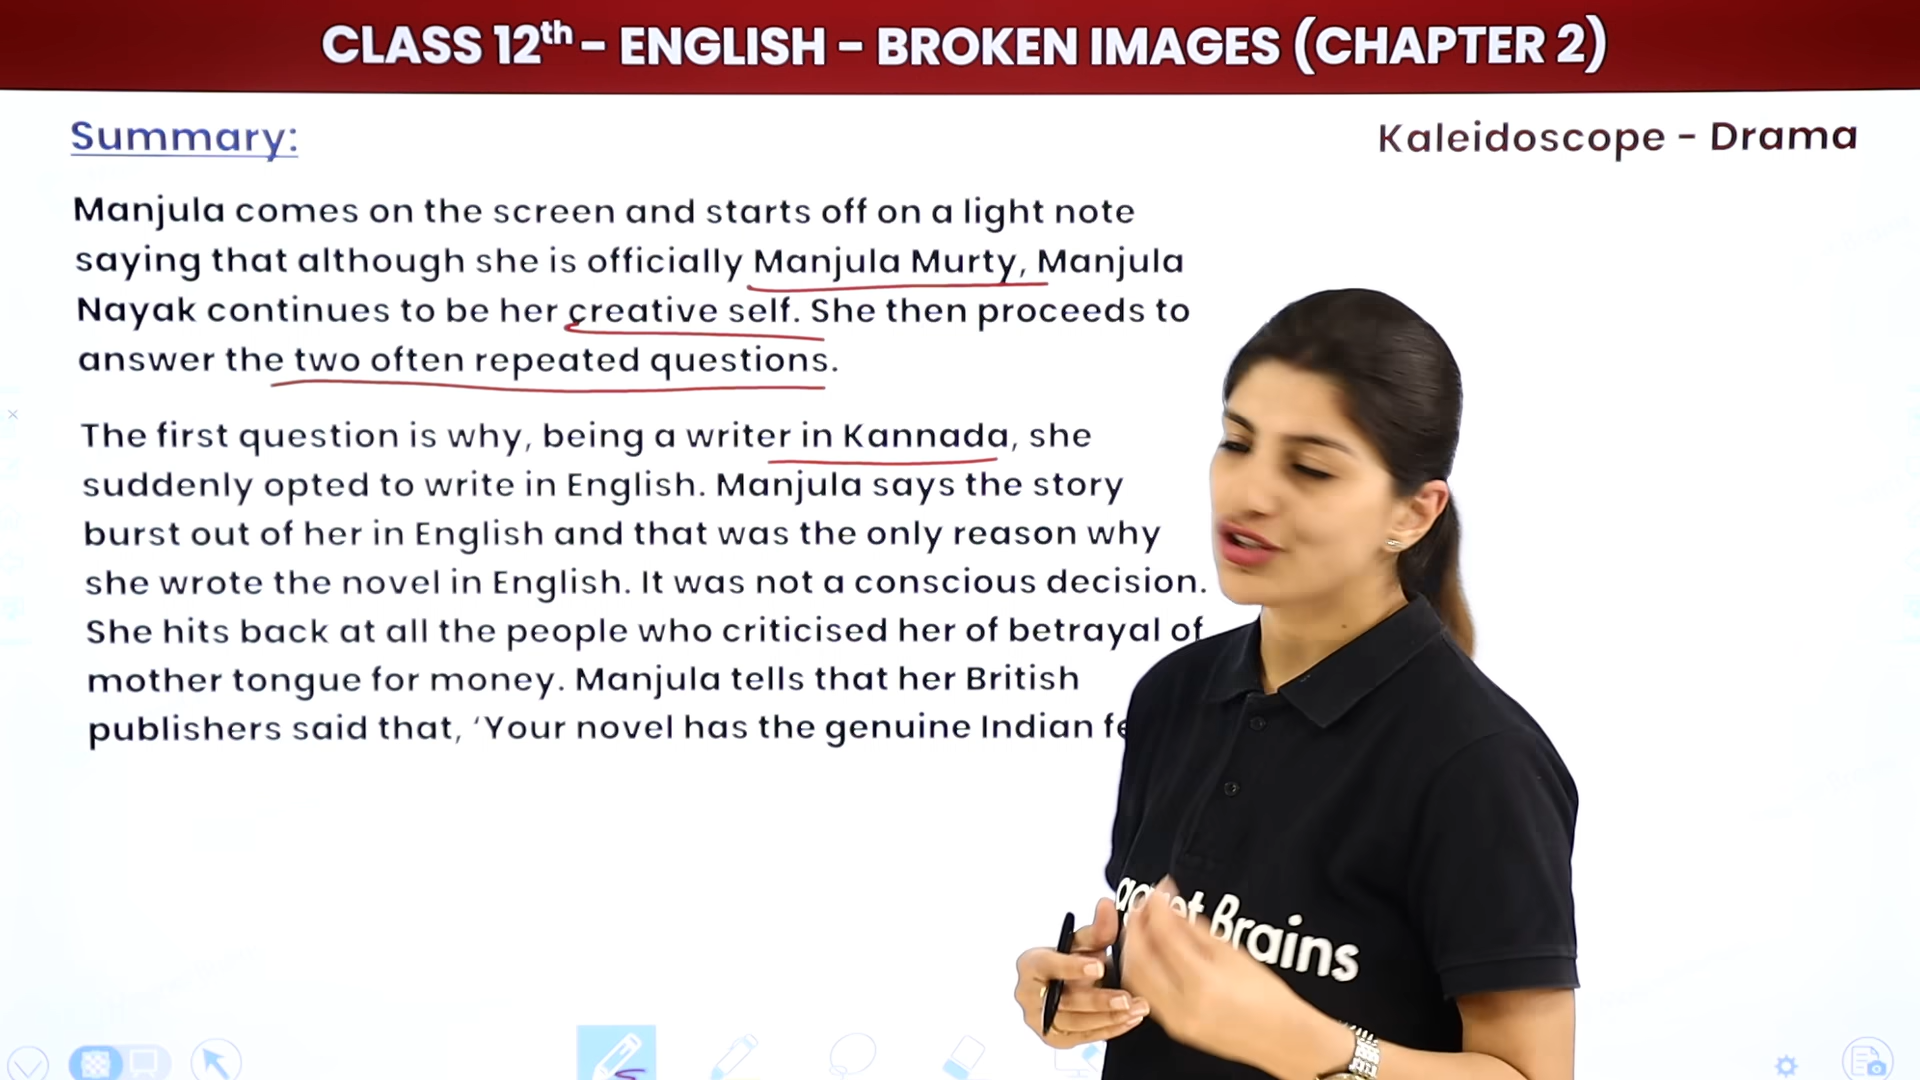 CLASS 12th - ENGLISH - BROKEN IMAGES (CHAPTER 2)
Summary:
Kaleidoscope - Drama
Manjula comes on the screen and starts off on a light note
saying that although she is officially Manjula Murty, Manjula
Nayak continues to be her creative self. She then proceeds to
answer the two often repeated questions.
The first question is why, being a writer in Kannada, she
suddenly opted to write in English. Manjula says the story
burst out of her in English and that was the only reason why
she wrote the novel in English. It was not a conscious decision.
She hits back at all the people who criticised her of betrayal of
mother tongue for money. Manjula tells that her British
publishers said that, ‘Your novel has the genuine Indian
Brains